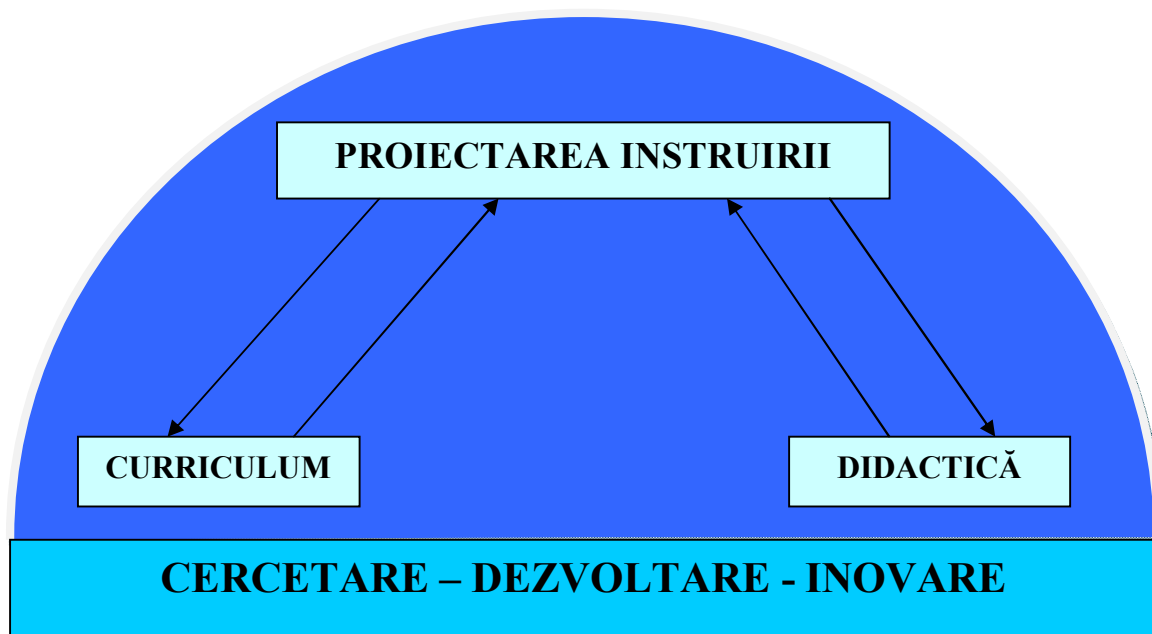 PROIECTAREA INSTRUIRII
CURRICULUM
DIDACTICĂ
CERCETARE – DEZVOLTARE - INOVARE